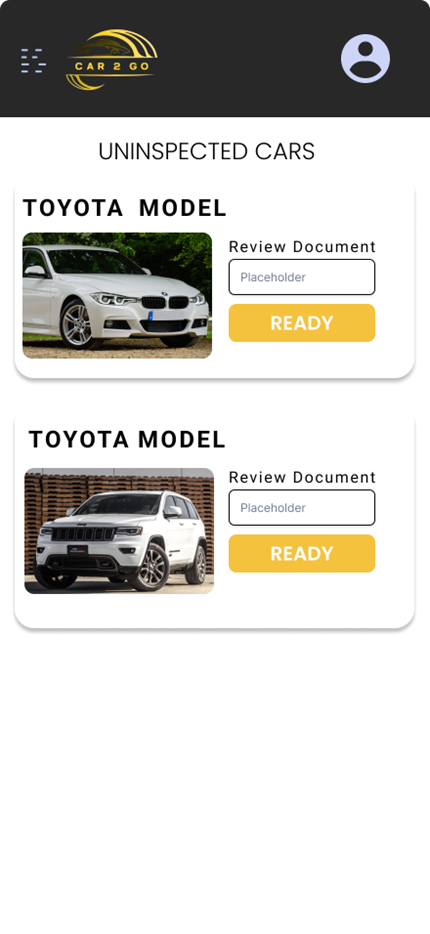 CAR 2 GO
UNINSPECTED CARS
TOYOTA MODEL
Review Document
Placeholder
READY
TOYOTA MODEL
Review Document
Placeholder
READY